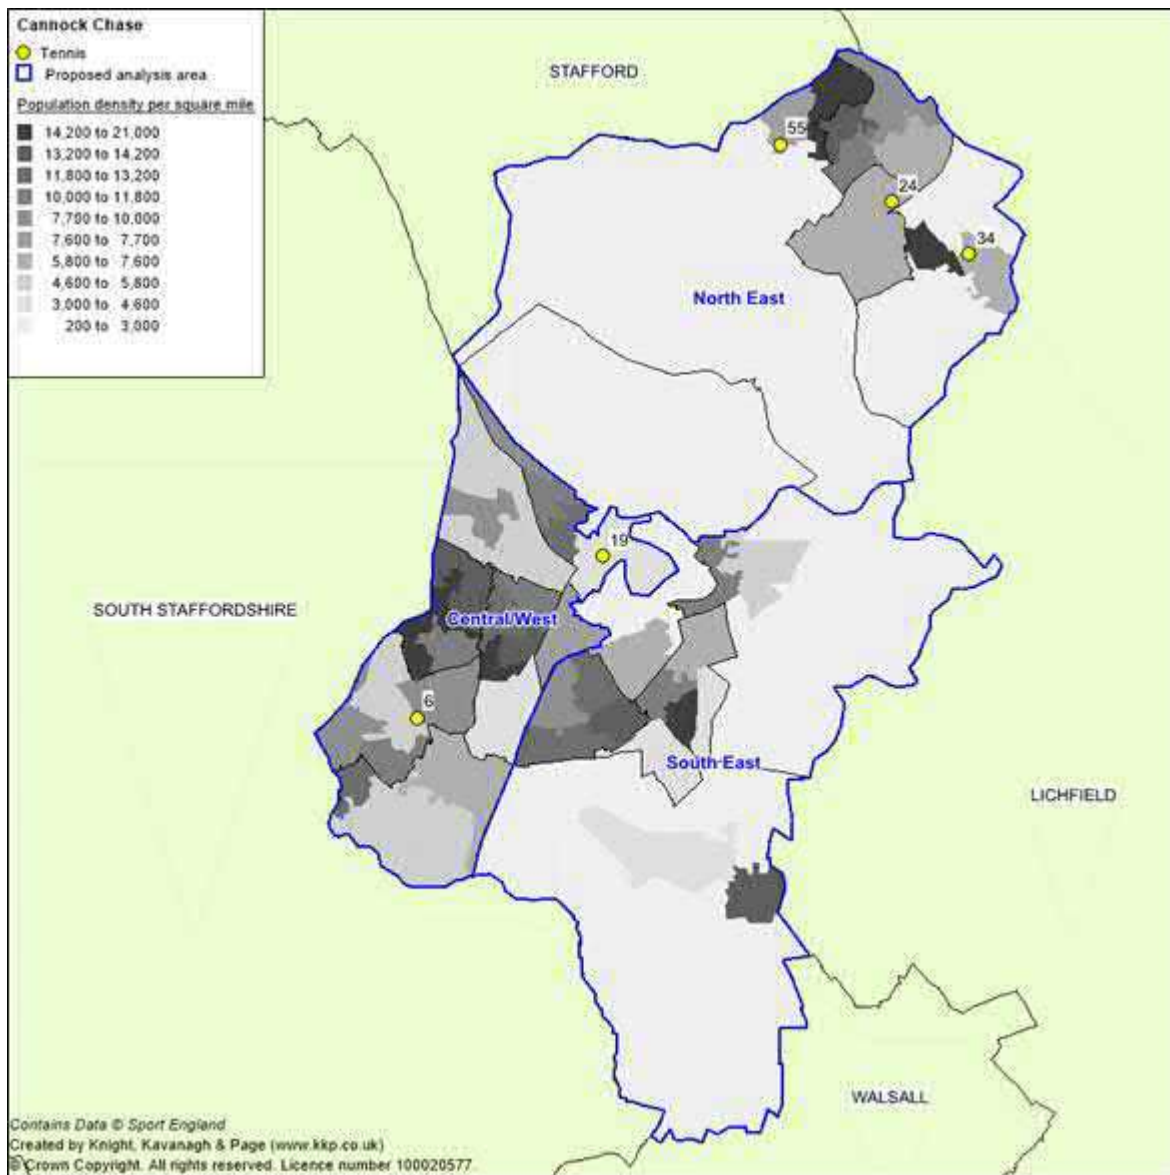 Cannock Chase
Tennis
Proposed analysis area
Population density per square mile
14,200 to 21,000
13,200 to 14,200
11,800 to 13,200
10,000 to 11,800
7,700 to 10,000
7,600 to 7,700
5,800 to 7,600
4,600 to 5,800
3,000 to 4,600
200 to 3,000
STAFFORD
55
24
34
North East
19
SOUTH STAFFORDSHIRE
Central/West
6
South East
LICHFIELD
WALSALL
Contains Data © Sport England
Created by Knight, Kavanagh & Page (www.kkp.co.uk)
© Crown Copyright. All rights reserved. Licence number 100020577.